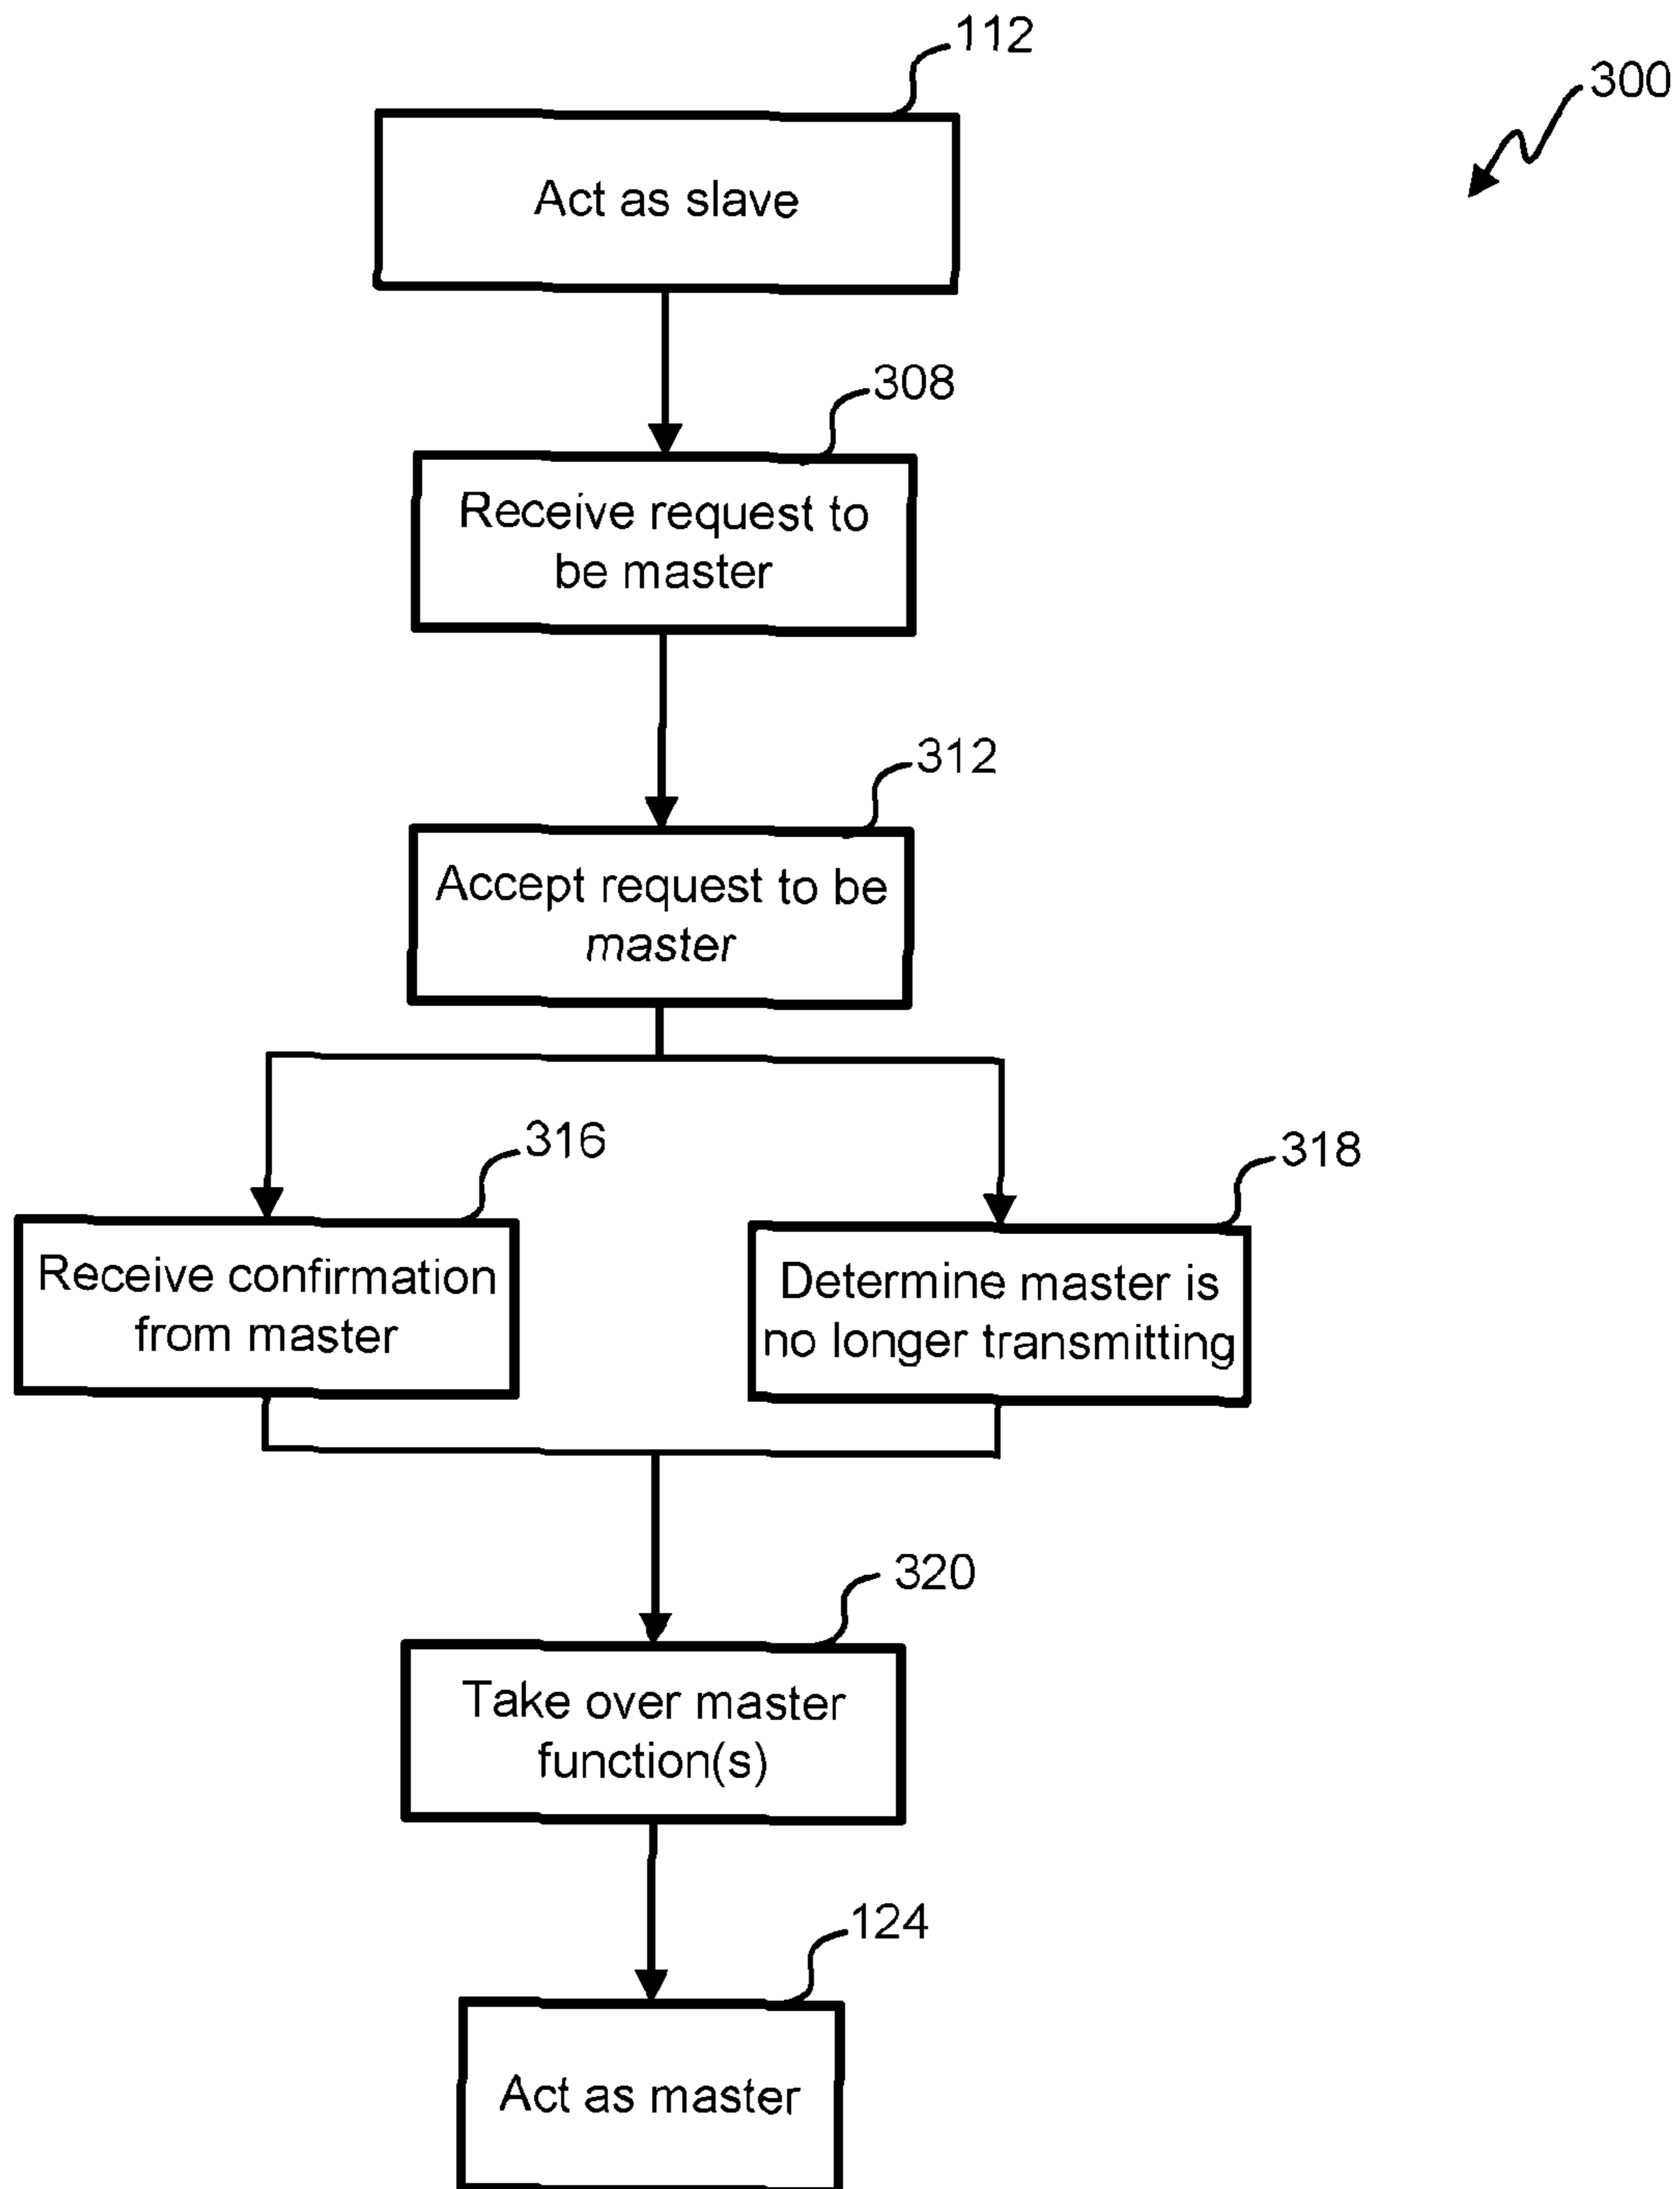 112
300
Act as slave
308
Receive request to
be master
312
Accept request to be
master
316
318
Receive confirmation
from master
Determine master is
no longer transmitting
320
Take over master
function(s)
124
Act as master